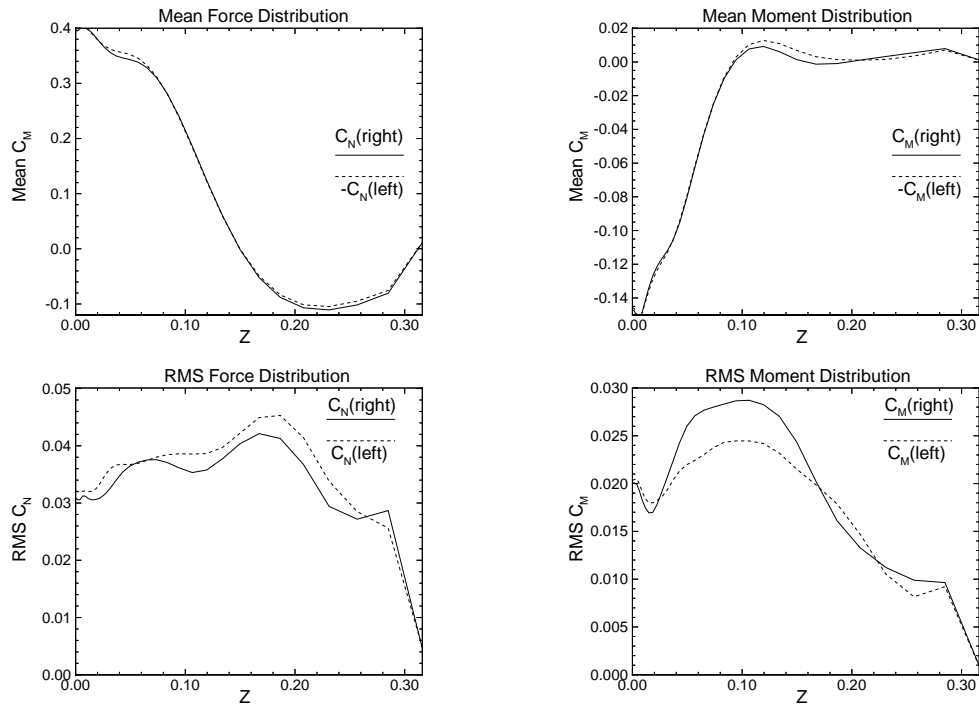 Mean Force Distribution
0.4
0.3
0.2
0.1
0.0
-0.1
Mean C_M
C_N(right)
-C_N(left)
0.00
0.10
0.20
0.30
Z
Mean Moment Distribution
0.02
0.00
-0.02
-0.04
-0.06
-0.08
-0.10
-0.12
-0.14
Mean C_M
C_M(right)
-C_M(left)
0.00
0.10
0.20
0.30
Z
RMS Force Distribution
0.05
0.04
0.03
0.02
0.01
0.00
RMS C_N
C_N(right)
C_N(left)
0.00
0.10
0.20
0.30
Z
RMS Moment Distribution
0.030
0.025
0.020
0.015
0.010
0.005
0.000
RMS C_M
C_M(right)
C_M(left)
0.00
0.10
0.20
0.30
Z